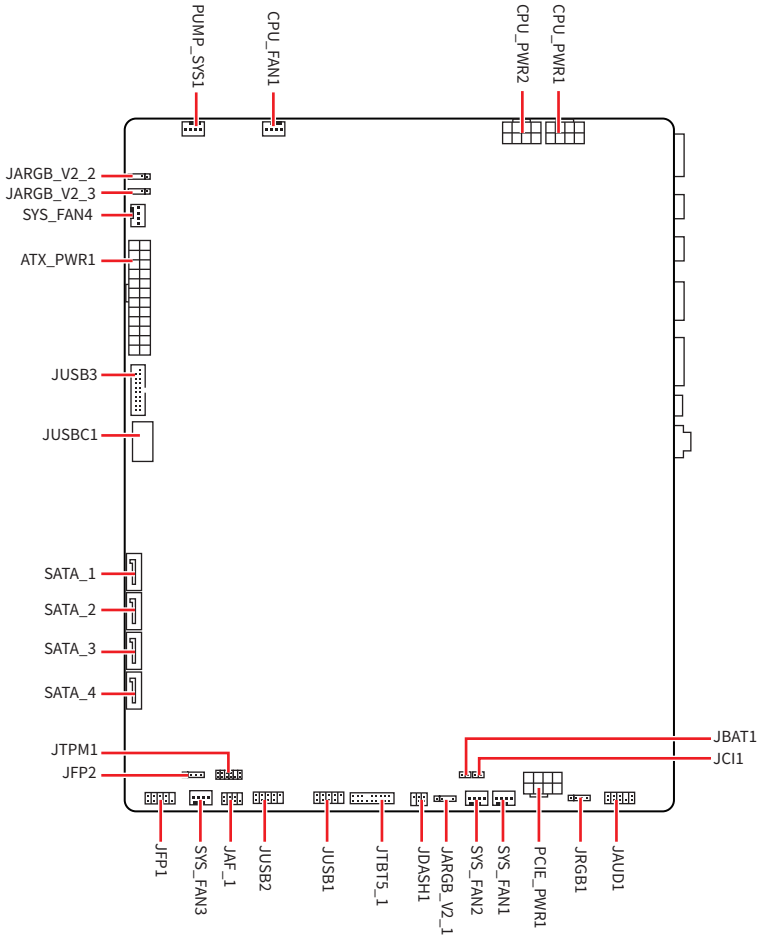 PUMP_SYS1
CPU_FAN1
CPU_PWR2
CPU_PWR1
JARGB_V2_2
JARGB_V2_3
SYS_FAN4
ATX_PWR1
JUSB3
JUSBC1
SATA_1
SATA_2
SATA_3
SATA_4
JTPM1
JFP2
JBAT1
JCI1
JFP1
SYS_FAN3
JAF_1
JUSB2
JUSB1
JTBT5_1
JDASH1
JARGB_V2_1
SYS_FAN2
SYS_FAN1
PCIE_PWR1
JRGB1
JAUD1